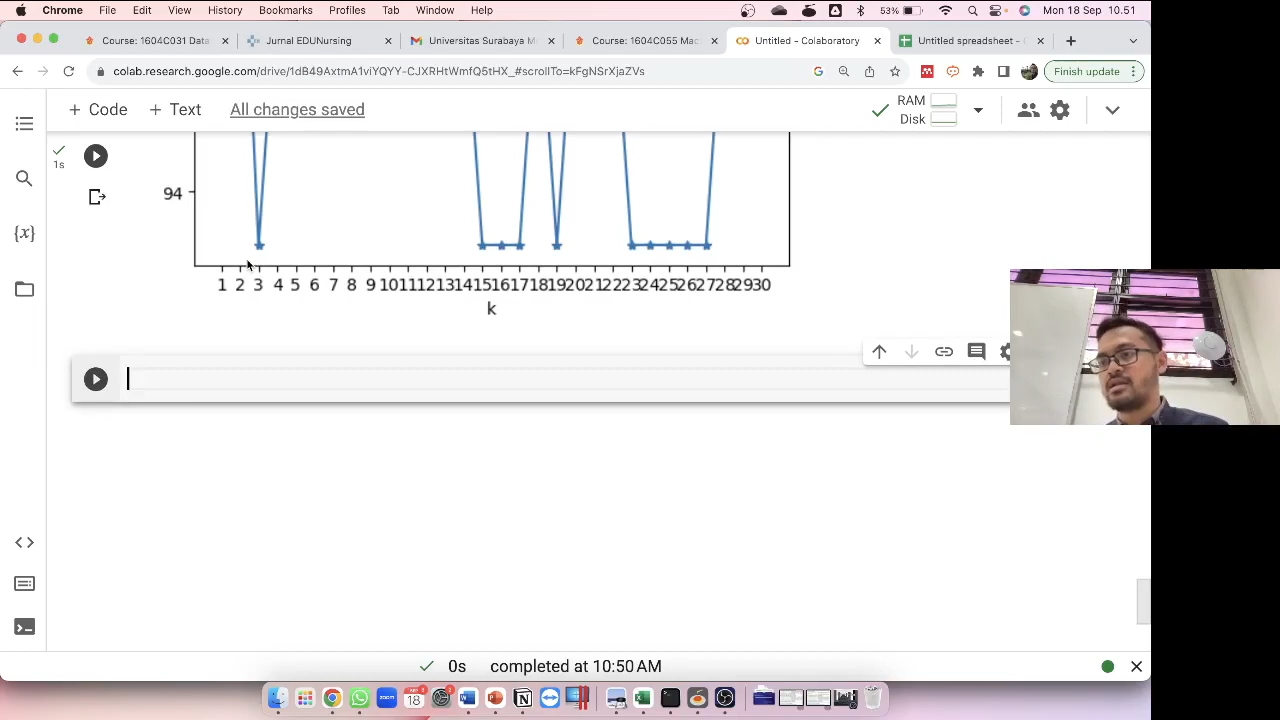 Chrome File Edit View History Bookmarks Profiles Tab Window Help 53% Mon 18 Sep 10.51
Course: 1604C031 Data Jurnal EDUNursing Universitas Surabaya M Course: 1604C055 Mac Untitled - Colaboratory Untitled spreadsheet - G
colab.research.google.com/drive/ Finish update
+ Code + Text All changes saved RAM Disk
1s
94
{x}
1 2 3 4 5 6 7 8 9 10 11 12 13 14 15 16 17 18 19 20 21 22 23 24 25 26 27 28 29 30
k
0s completed at 10:50 AM
SEP 18 zoom